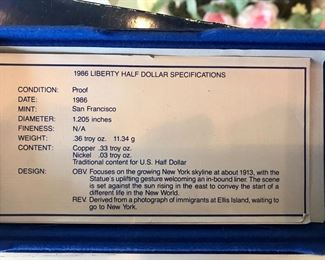 1986 LIBERTY HALF DOLLAR SPECIFICATIONS
CONDITION: Proof
DATE: 1986
MINT: San Francisco
DIAMETER: 1.205 inches
FINENESS: N/A
WEIGHT: .36 troy oz. 11.34 g
CONTENT: Copper .33 troy oz.
Nickel .03 troy oz.
Traditional content for U.S. Half Dollar
DESIGN: OBV. Focuses on the growing New York skyline at about 1913, with the
Statue's uplifting gesture welcoming an in-bound liner. The scene
is set against the sun rising in the east to convey the start of a
different life in the New World.
REV. Derived from a photograph of immigrants at Ellis Island, waiting to
go to New York.